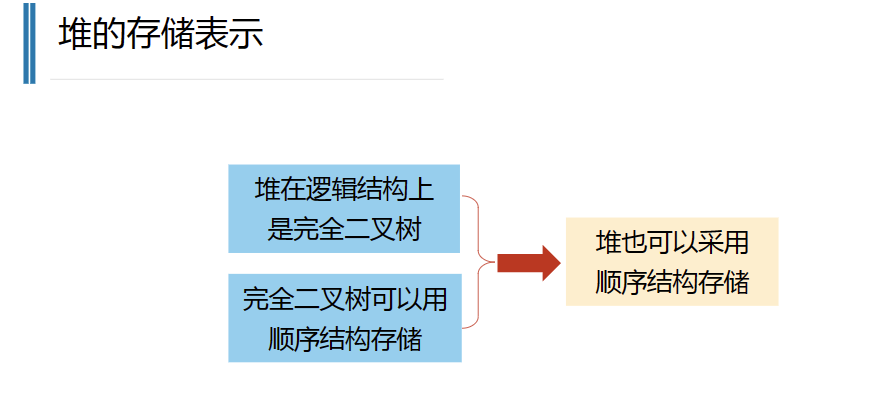 堆的存储表示
堆在逻辑结构上
是完全二叉树
完全二叉树可以用
顺序结构存储
堆也可以采用
顺序结构存储